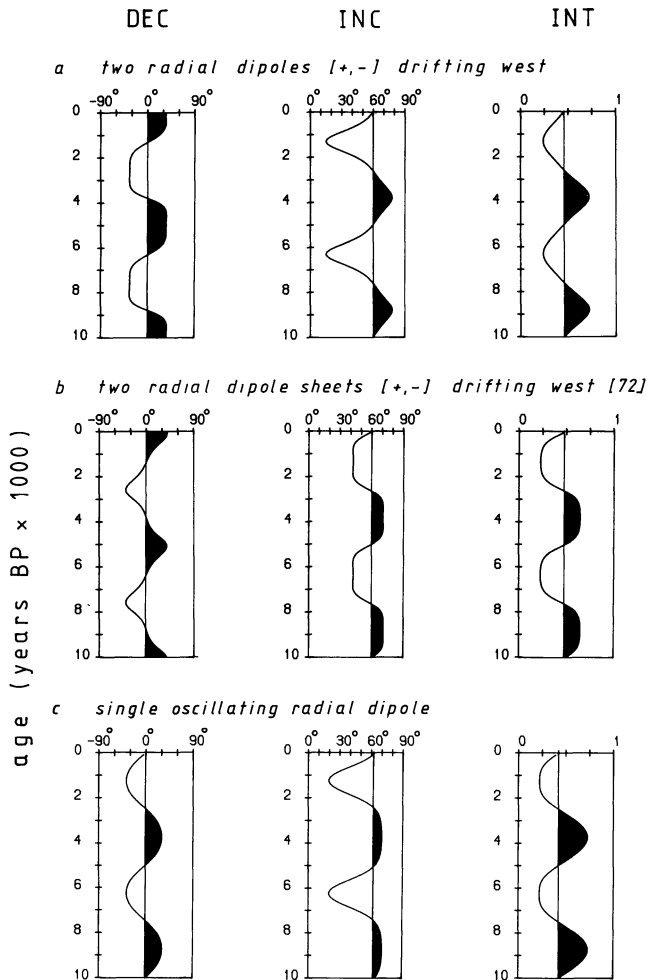 DEC INC INT
a two radial dipoles [+,-] drifting west
-90° 0° 90° 0° 30° 60° 90° 0 1
0
2
4
6
8
10
b two radial dipole sheets [+,-] drifting west [72]
-90° 0° 90° 0° 30° 60° 90° 0 1
0
2
4
6
8
10
c single oscillating radial dipole
-90° 0° 90° 0° 30° 60° 90° 0 1
0
2
4
6
8
10
age (years BP × 1000)